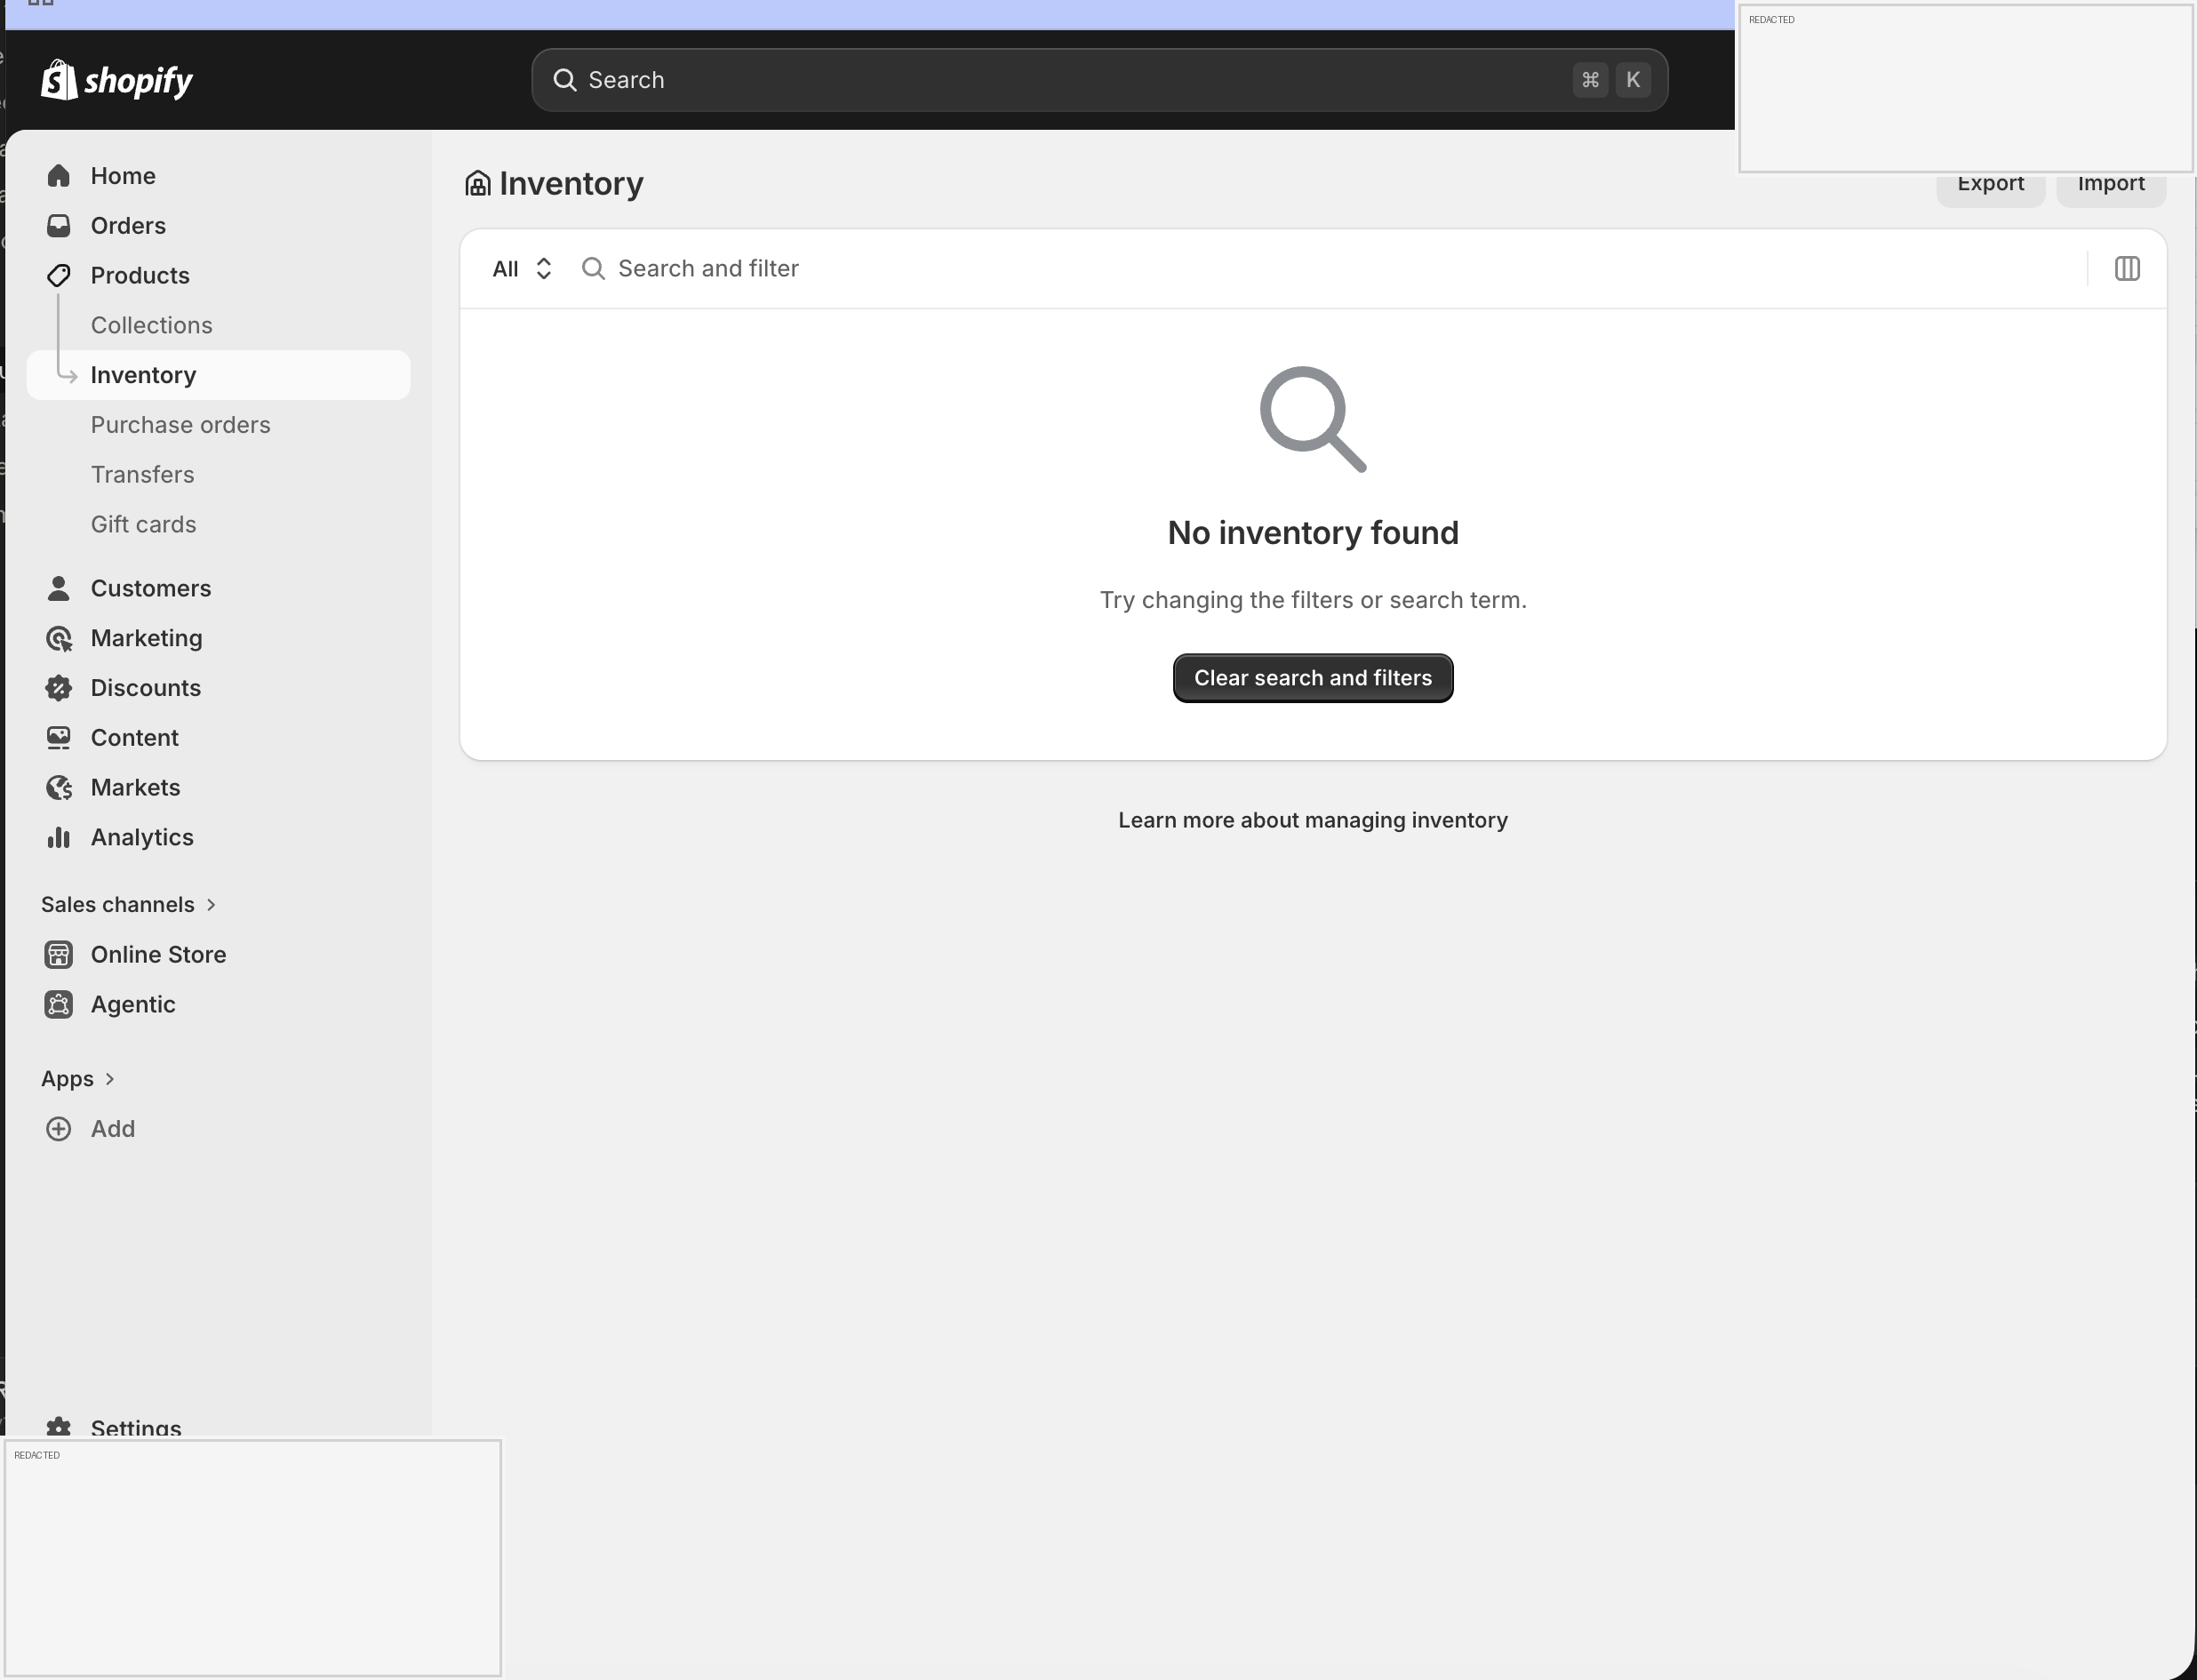 REDACTED
shopify
Search
⌘ K
Home
Orders
Products
Collections
Inventory
Purchase orders
Transfers
Gift cards
Customers
Marketing
Discounts
Content
Markets
Analytics
Sales channels
Online Store
Agentic
Apps
Add
Settings
REDACTED
Inventory
Export
Import
All
Search and filter
No inventory found
Try changing the filters or search term.
Clear search and filters
Learn more about managing inventory